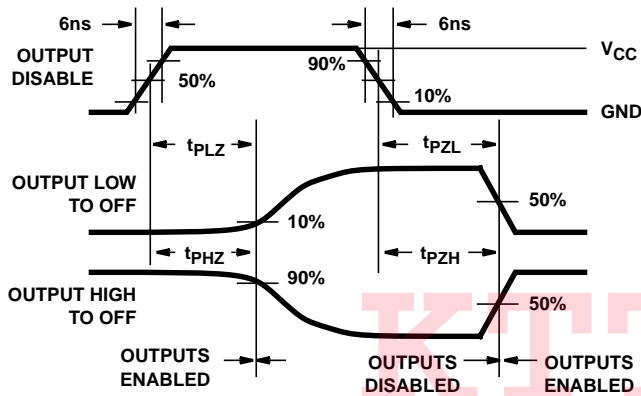 6ns
6ns
OUTPUT
DISABLE
50%
90%
10%
VCC
GND
tPLZ
tPZL
OUTPUT LOW
TO OFF
10%
50%
tPHZ
tPZH
OUTPUT HIGH
TO OFF
90%
50%
OUTPUTS
ENABLED
OUTPUTS
DISABLED
OUTPUTS
ENABLED